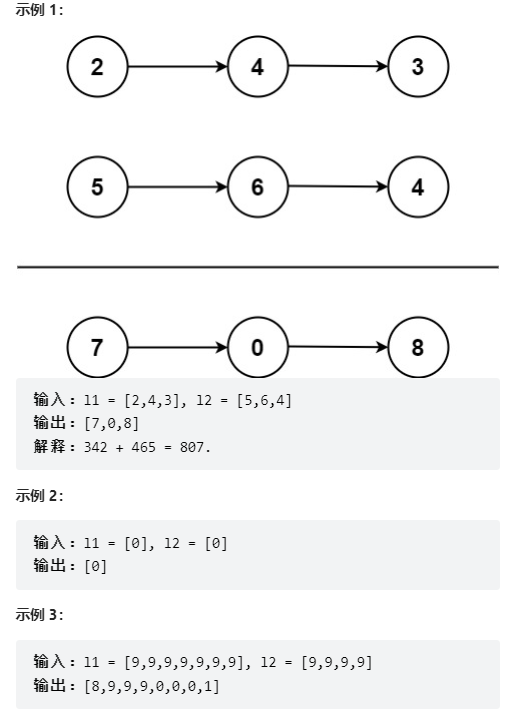 示例 1：
2 4 3
5 6 4
7 0 8
输入：l1 = [2,4,3], l2 = [5,6,4]
输出：[7,0,8]
解释：342 + 465 = 807.
示例 2：
输入：l1 = [0], l2 = [0]
输出：[0]
示例 3：
输入：l1 = [9,9,9,9,9,9,9], l2 = [9,9,9,9]
输出：[8,9,9,9,0,0,0,1]